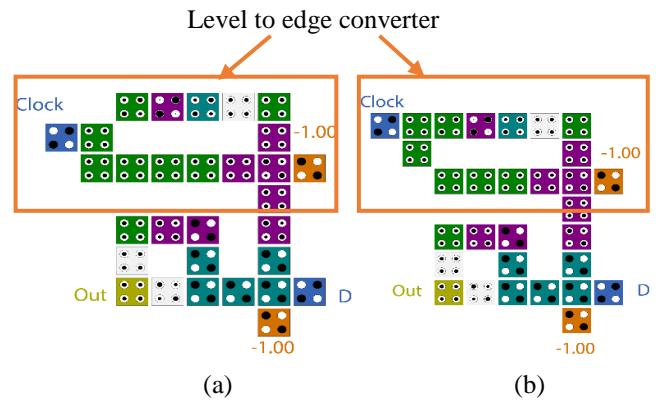 Level to edge converter
Clock
-1.00
Out
D
-1.00
(a)
Clock
-1.00
Out
D
-1.00
(b)